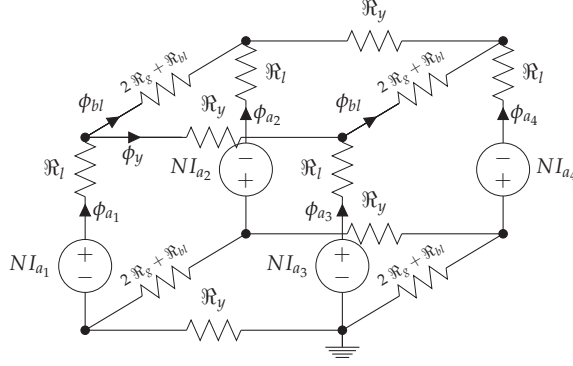 ℜ_y
2 ℜ_g + ℜ_bl
ℜ_l
2 ℜ_g + ℜ_bl
ℜ_l
ϕ_bl
ℜ_y
ϕ_a2
ϕ_bl
ϕ_a4
ϕ_y
ℜ_l
NI_a2
−
+
ℜ_l
−
+
NI_a4
ϕ_a1
ϕ_a3
ℜ_y
NI_a1
+
−
2 ℜ_g + ℜ_bl
NI_a3
+
−
2 ℜ_g + ℜ_bl
ℜ_y